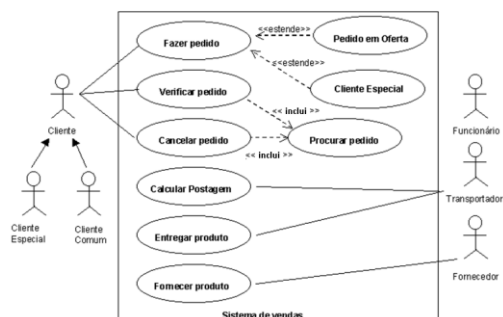 <<estende>>
Fazer pedido
Pedido em Oferta
<<estende>>
Verificar pedido
Cliente Especial
<< inclui >>
Cliente
Cancelar pedido
Procurar pedido
Funcionário
<< inclui >>
Calcular Postagem
Transportador
Cliente
Especial
Cliente
Comum
Entregar produto
Fornecer produto
Fornecedor
Sistema de vendas